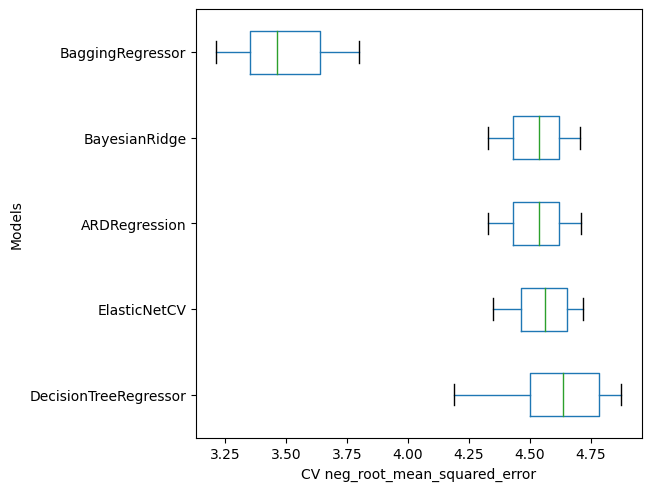 BaggingRegressor
BayesianRidge
ARDRegression
ElasticNetCV
DecisionTreeRegressor
Models
3.25 3.50 3.75 4.00 4.25 4.50 4.75
CV neg_root_mean_squared_error